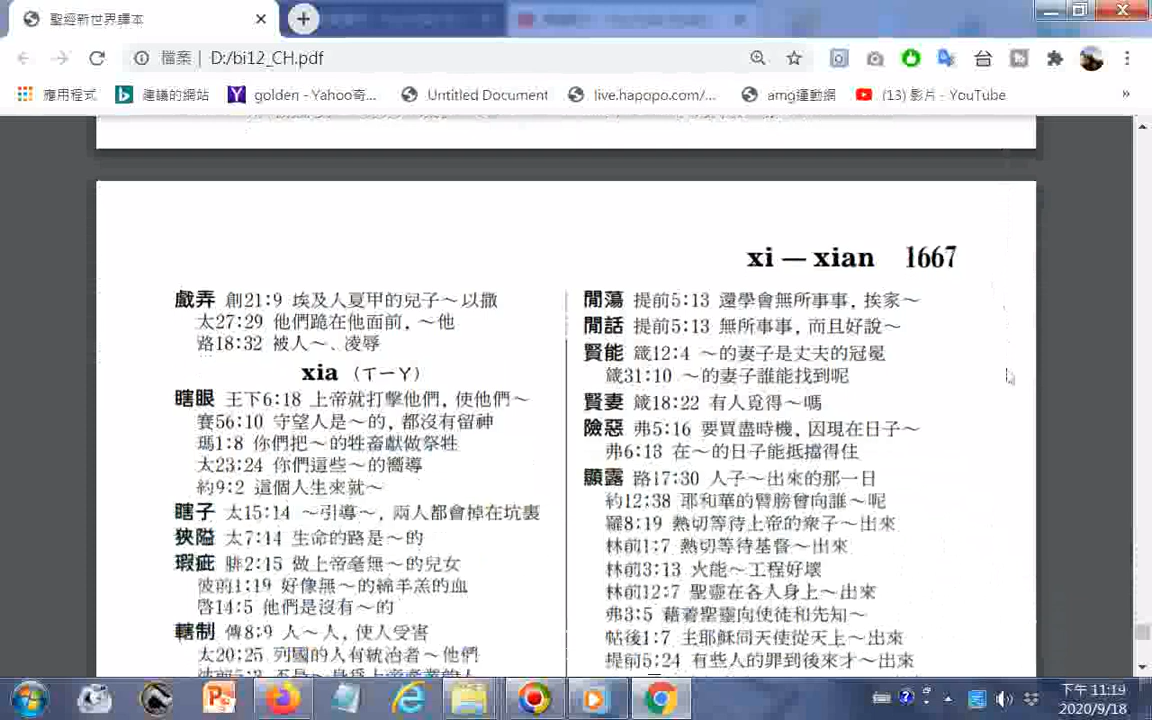 聖經新世界譯本
檔案 | D:/bi12_CH.pdf
應用程式
建議的網站
golden - Yahoo奇...
Untitled Document
live.hapopo.com/...
amg運動網
(13) 影片 - YouTube
»
xi — xian 1667
戲弄 創21:9 埃及人夏甲的兒子～以撒
太27:29 他們跪在他面前，～他
路18:32 被人～、凌辱
xia (ㄒㄧㄚ)
瞎眼 王下6:18 上帝就打擊他們，使他們～
賽56:10 守望人是～的，都沒有留神
瑪1:8 你們把～的牲畜獻做祭牲
太23:24 你們這些～的嚮導
約9:2 這個人生來就～
瞎子 太15:14 ～引導～，兩人都會掉在坑裏
狹隘 太7:14 生命的路是～的
瑕疵 腓2:15 做上帝毫無～的兒女
彼前1:19 好像無～的綿羊羔的血
啓14:5 他們是沒有～的
轄制 傳8:9 人～人，使人受害
太20:25 列國的人有統治者～他們
彼前5:3 不是～身爲上帝產業的人
閒蕩 提前5:13 還學會無所事事，挨家～
閒話 提前5:13 無所事事，而且好說～
賢能 箴12:4 ～的妻子是丈夫的冠冕
箴31:10 ～的妻子誰能找到呢
賢妻 箴18:22 有人覓得～嗎
險惡 弗5:16 要買盡時機，因現在日子～
弗6:13 在～的日子能抵擋得住
顯露 路17:30 人子～出來的那一日
約12:38 耶和華的臂膀曾向誰～呢
羅8:19 熱切等待上帝的衆子～出來
林前1:7 熱切等待基督～出來
林前3:13 火能～工程好壞
林前12:7 聖靈在各人身上～出來
弗3:5 藉着聖靈向使徒和先知～
帖後1:7 主耶穌同天使從天上～出來
提前5:24 有些人的罪到後來才～出來
下午 11:19
2020/9/18